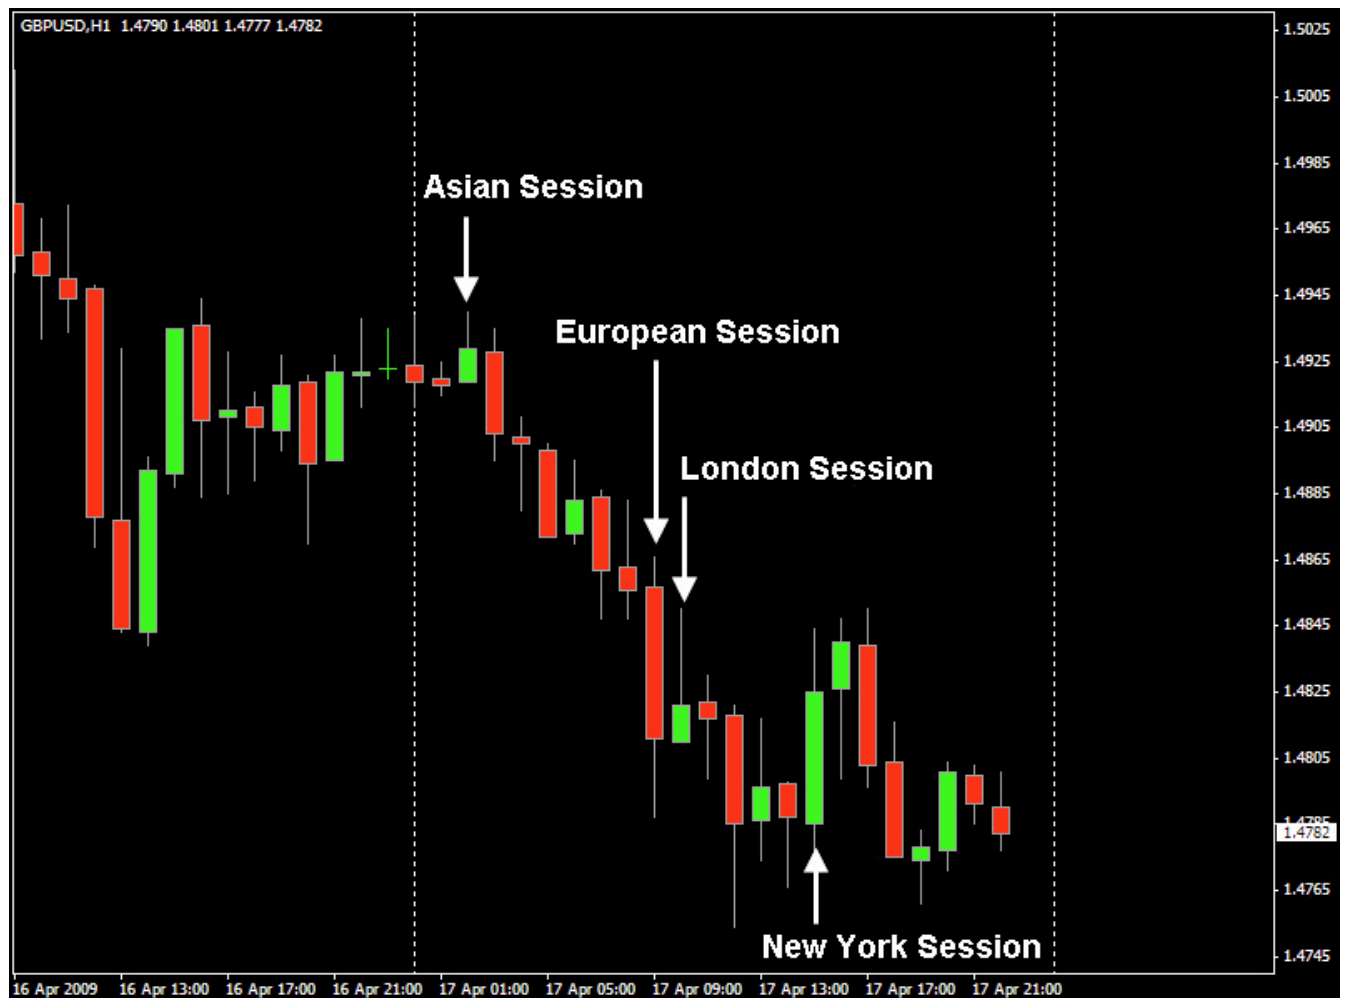 GBPUSD,H1 1.4790 1.4801 1.4777 1.4782
1.5025
1.5005
1.4985
Asian Session
1.4965
1.4945
European Session
1.4925
1.4905
London Session
1.4885
1.4865
1.4845
1.4825
1.4805
1.4785
1.4782
1.4765
New York Session
1.4745
16 Apr 2009 16 Apr 13:00 16 Apr 17:00 16 Apr 21:00 17 Apr 01:00 17 Apr 05:00 17 Apr 09:00 17 Apr 13:00 17 Apr 17:00 17 Apr 21:00